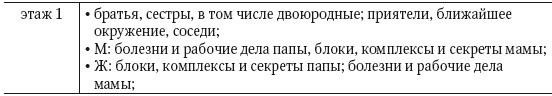 этаж 1
• братья, сестры, в том числе двоюродные; приятели, ближайшее
окружение, соседи;
• М: болезни и рабочие дела папы, блоки, комплексы и секреты мамы;
• Ж: блоки, комплексы и секреты папы; болезни и рабочие дела
мамы;